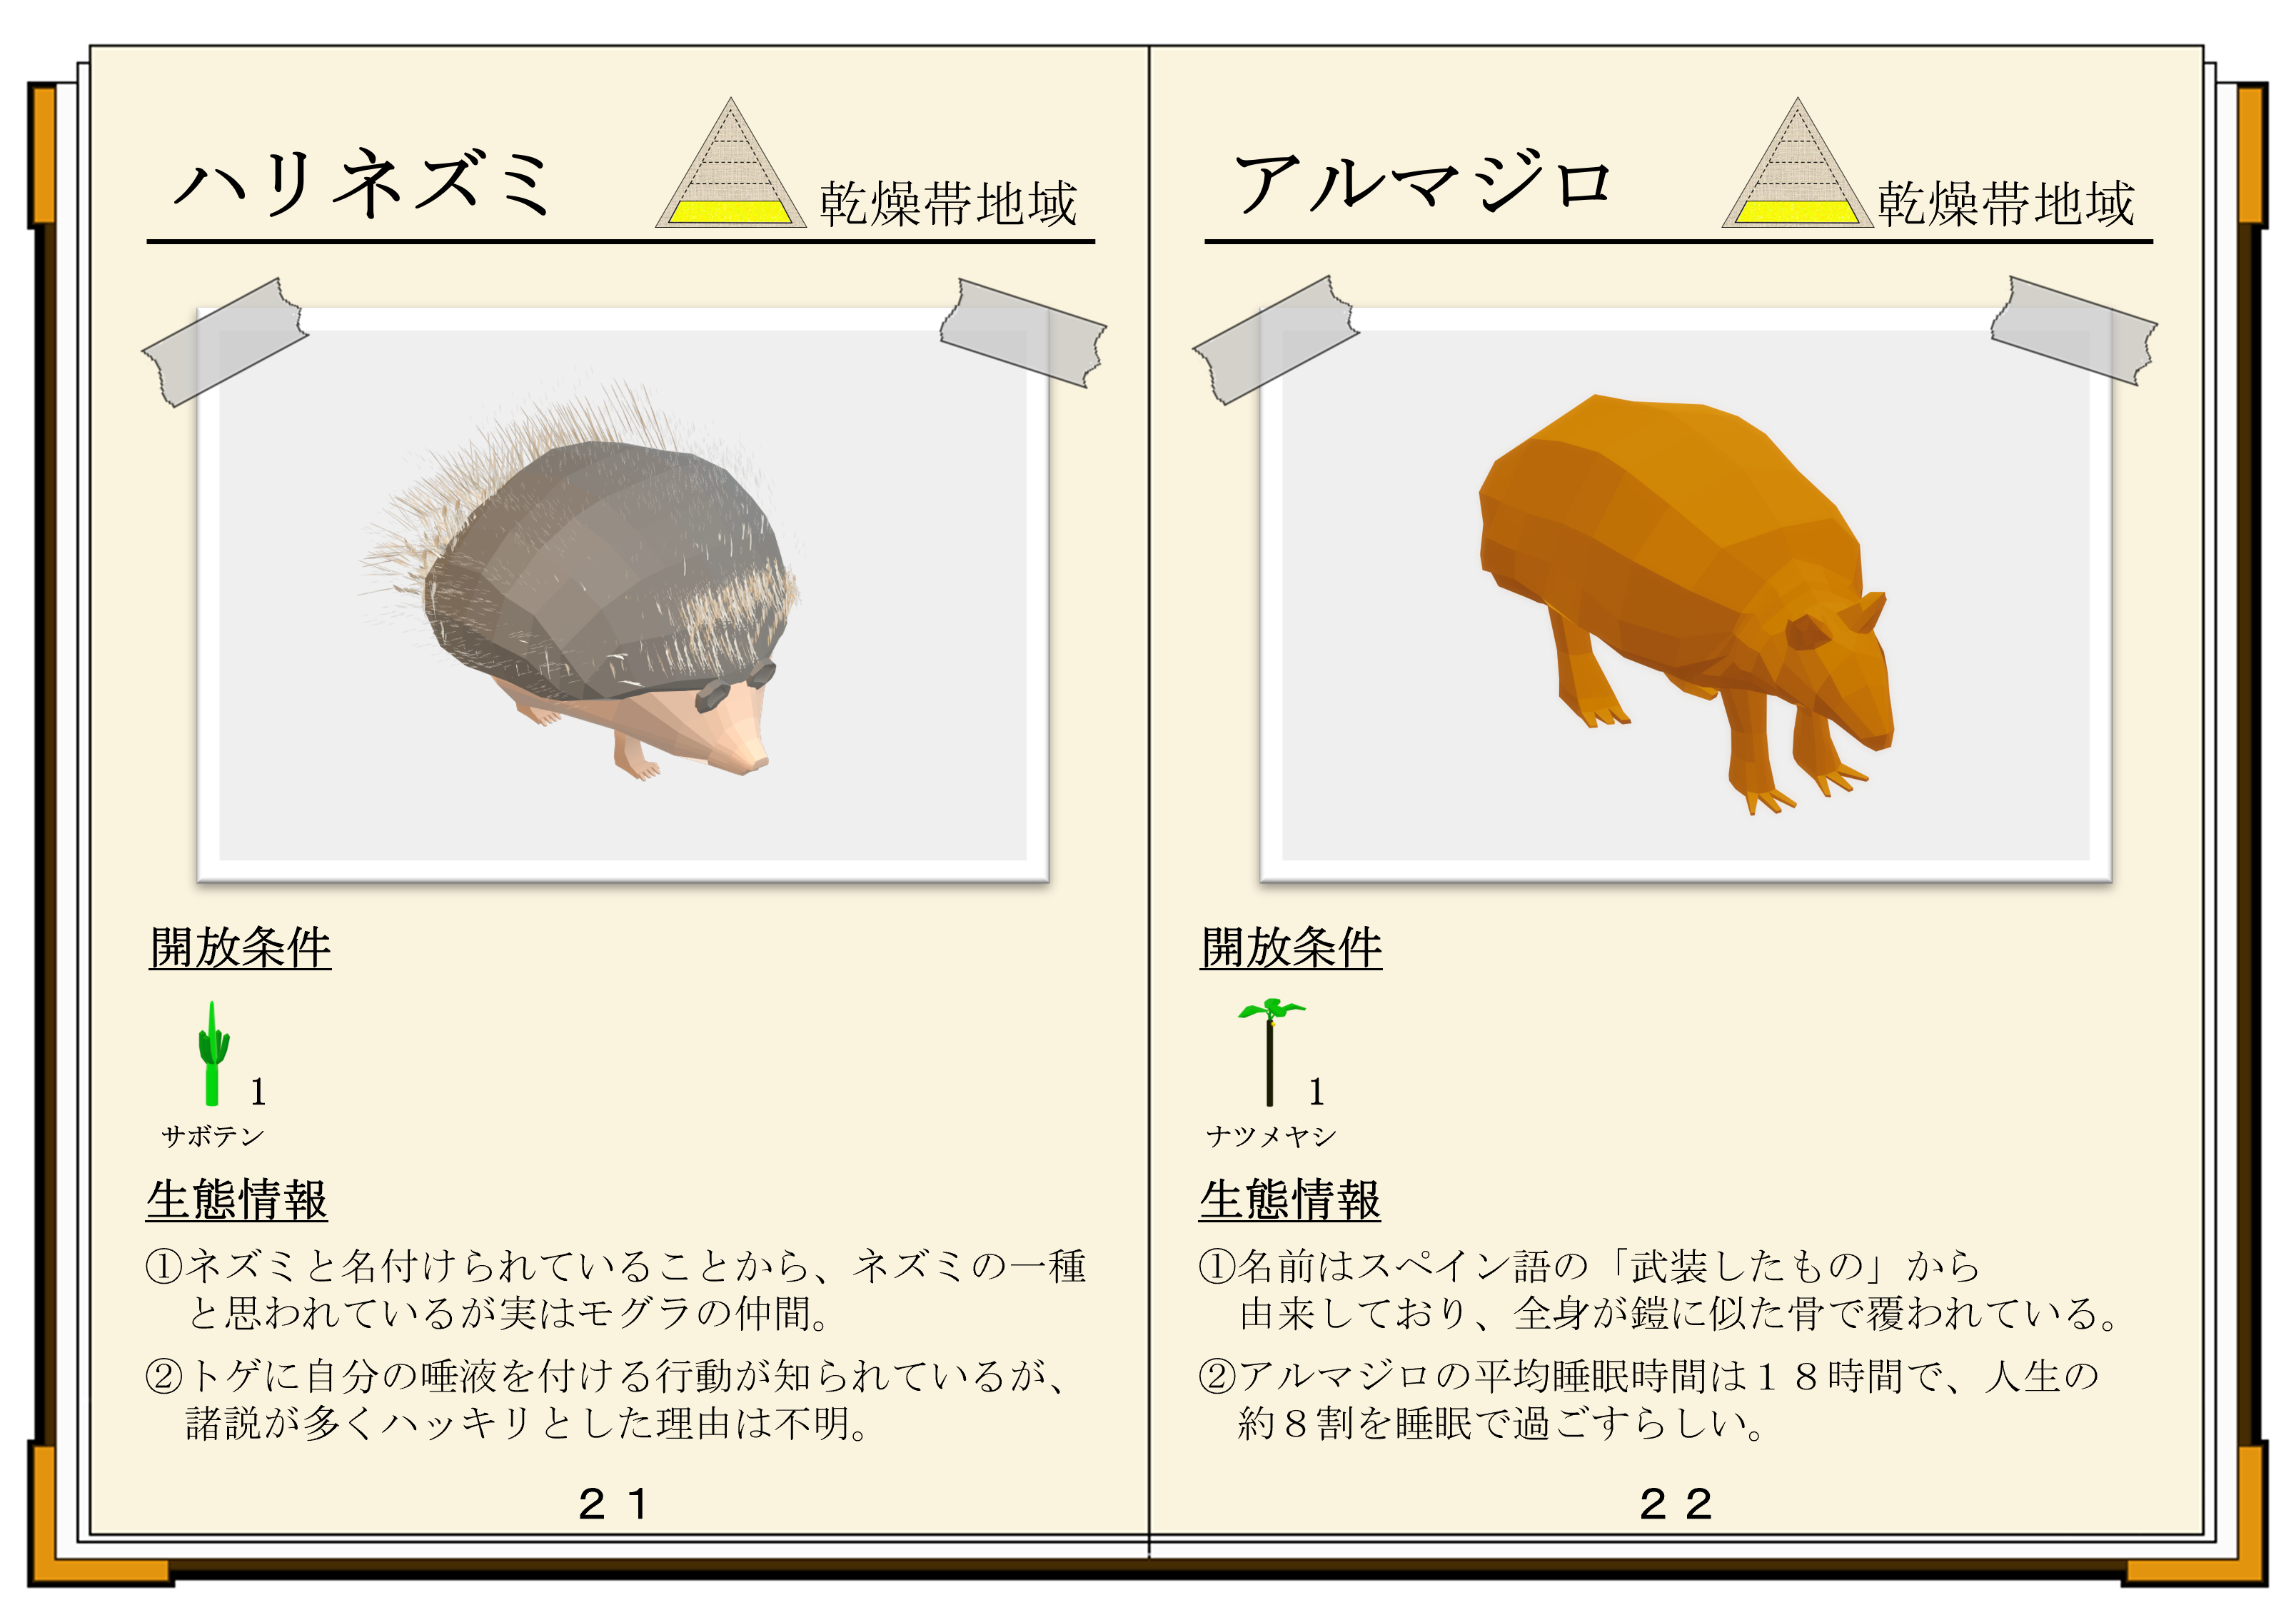 ハリネズミ
乾燥帯地域
開放条件
1
サボテン
生態情報
①ネズミと名付けられていることから、ネズミの一種
と思われているが実はモグラの仲間。
②トゲに自分の唾液を付ける行動が知られているが、
諸説が多くハッキリとした理由は不明。
２１
アルマジロ
乾燥帯地域
開放条件
1
ナツメヤシ
生態情報
①名前はスペイン語の「武装したもの」から
由来しており、全身が鎧に似た骨で覆われている。
②アルマジロの平均睡眠時間は１８時間で、人生の
約８割を睡眠で過ごすらしい。
２２